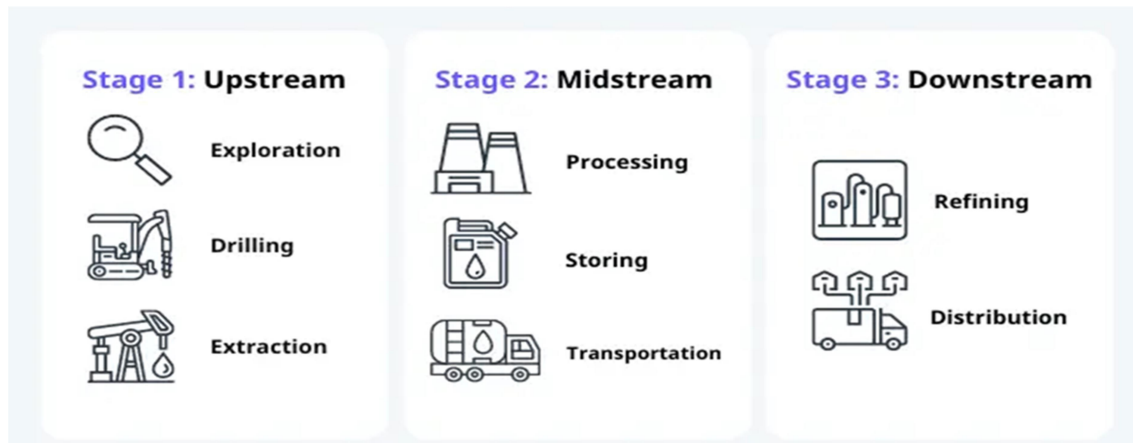 Stage 1: Upstream
Exploration
Drilling
Extraction
Stage 2: Midstream
Processing
Storing
Transportation
Stage 3: Downstream
Refining
Distribution